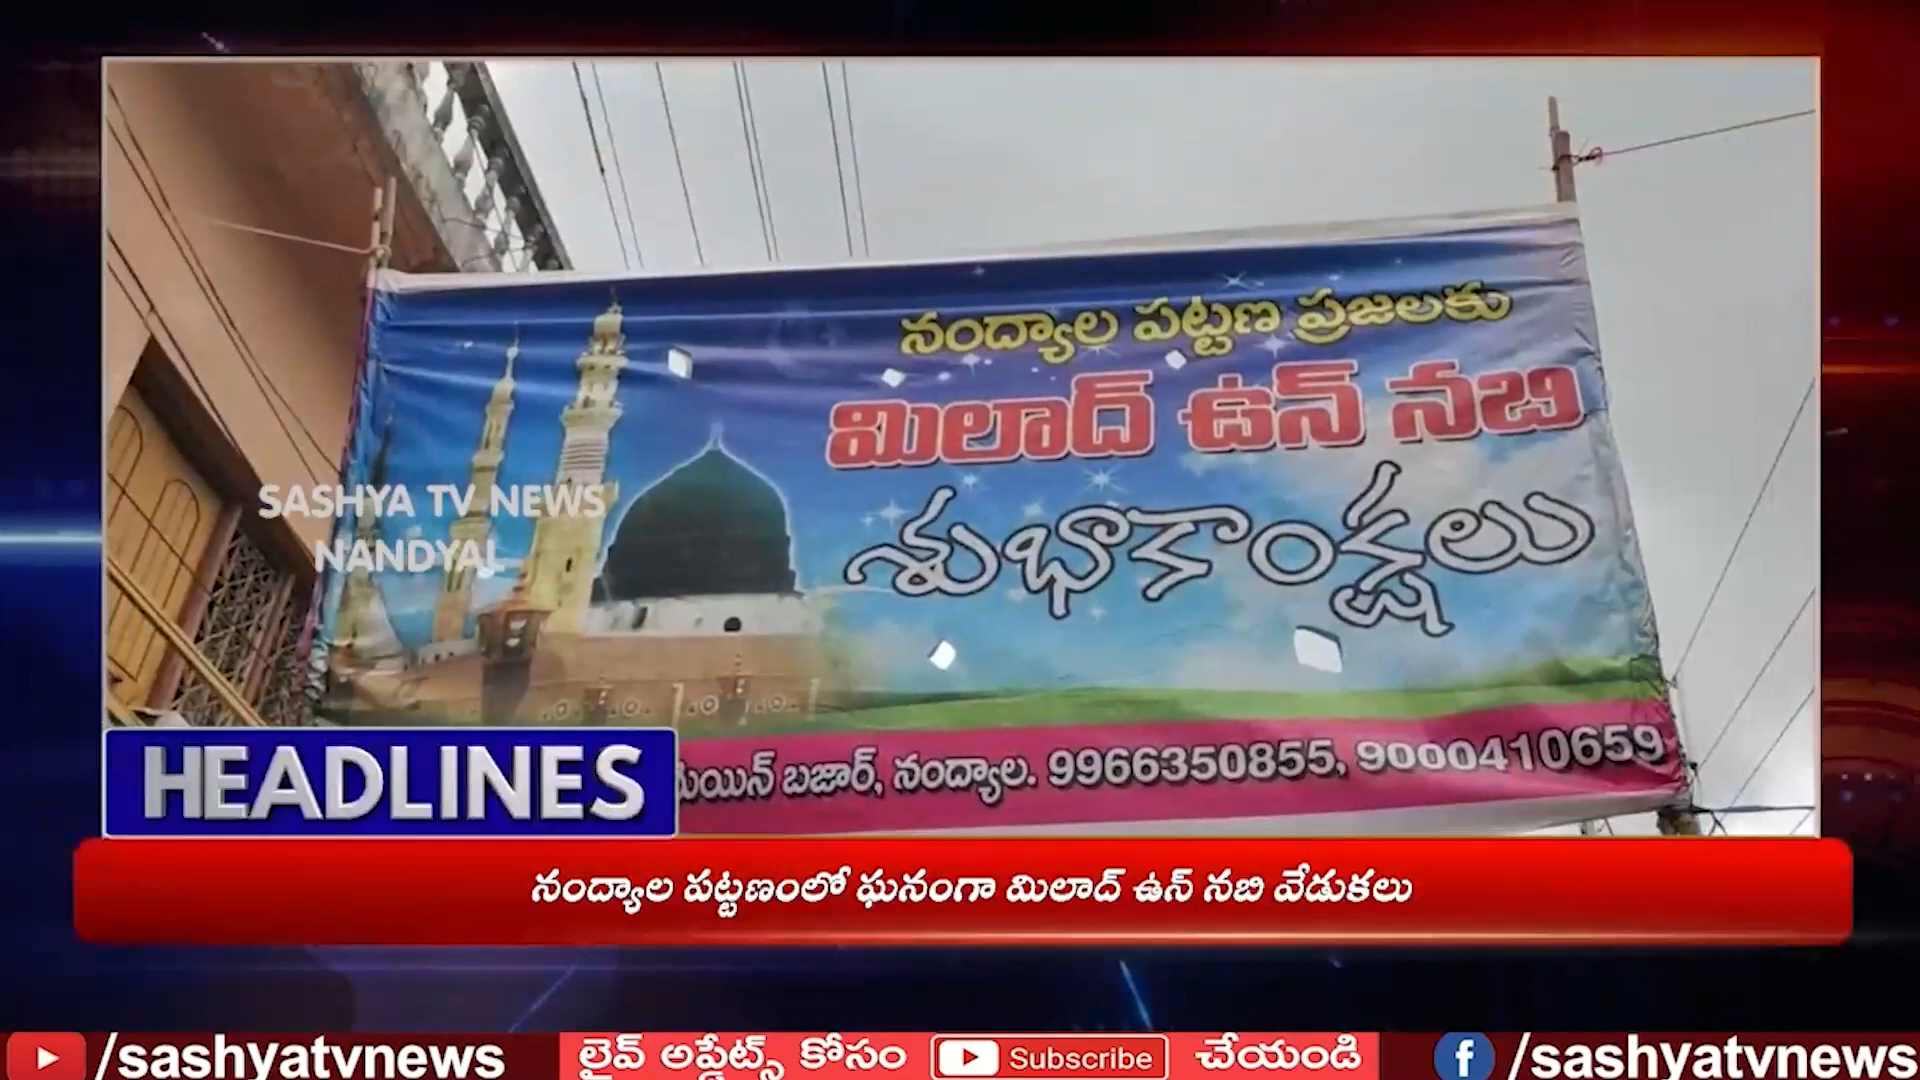 నంద్యాల పట్టణ ప్రజలకు
మిలాద్ ఉన్ నబి
శుభాకాంక్షలు
SASHYA TV NEWS
NANDYAL
మెయిన్ బజార్, నంద్యాల. 9966350855, 9000410659
HEADLINES
నంద్యాల పట్టణంలో ఘనంగా మిలాద్ ఉన్ నబి వేడుకలు
/sashyatvnews లైవ్ అప్డేట్స్ కోసం Subscribe చేయండి /sashyatvnews